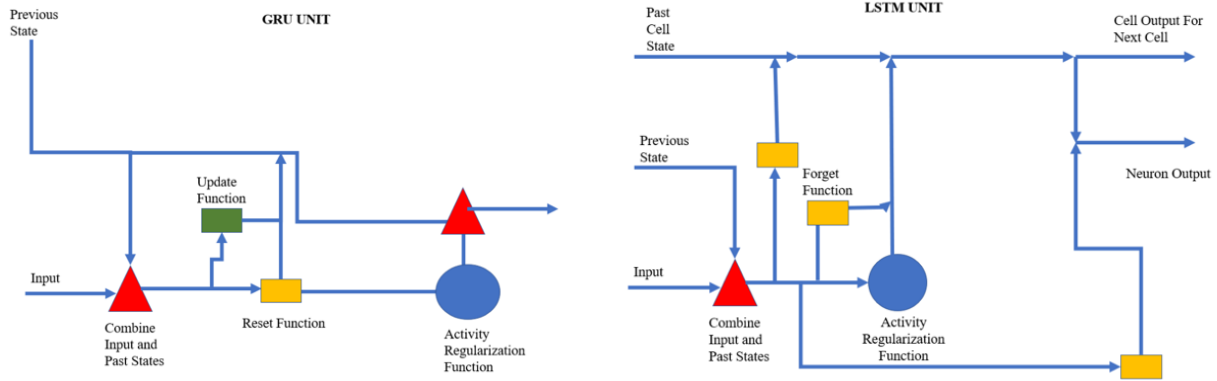 Previous
State
GRU UNIT
Update
Function
Input
Reset Function
Combine
Input and
Past States
Activity
Regularization
Function
LSTM UNIT
Past
Cell
State
Cell Output For
Next Cell
Previous
State
Forget
Function
Neuron Output
Input
Combine
Input and
Past States
Activity
Regularization
Function